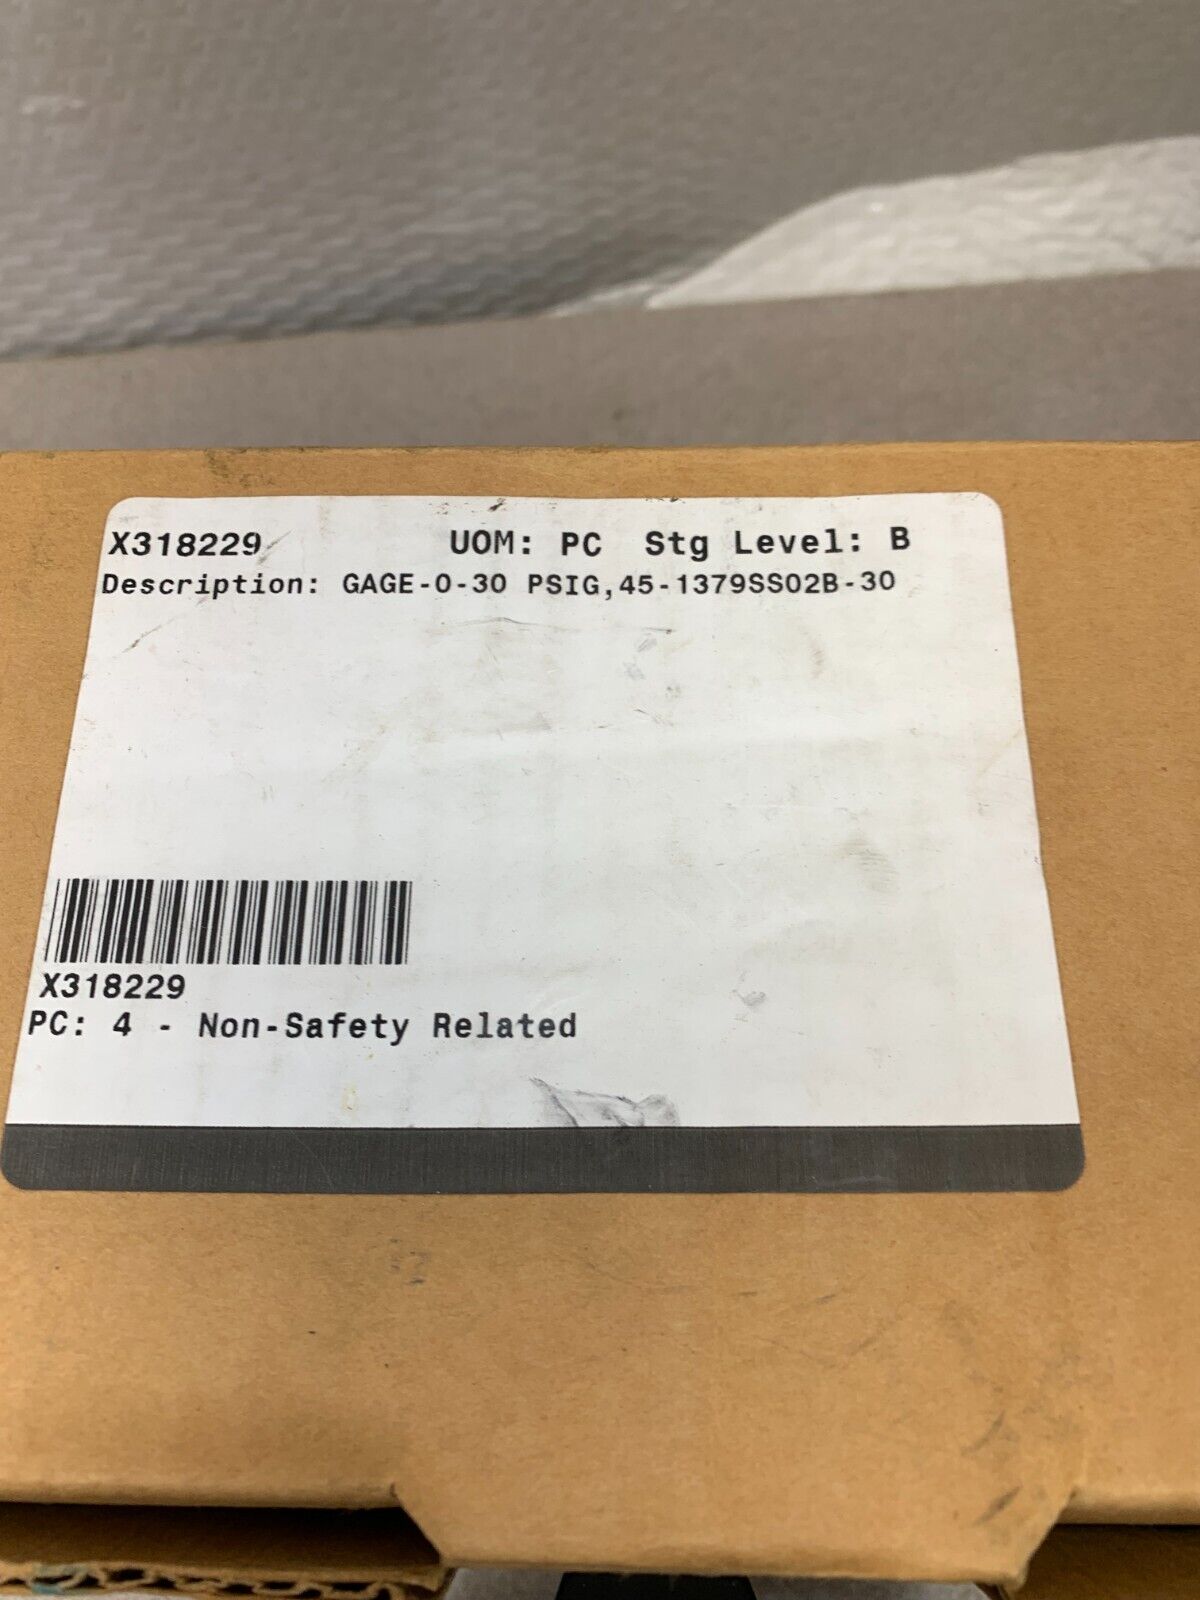 X318229 UOM: PC Stg Level: B
Description: GAGE-0-30 PSIG,45-1379SS02B-30
X318229
PC: 4 - Non-Safety Related